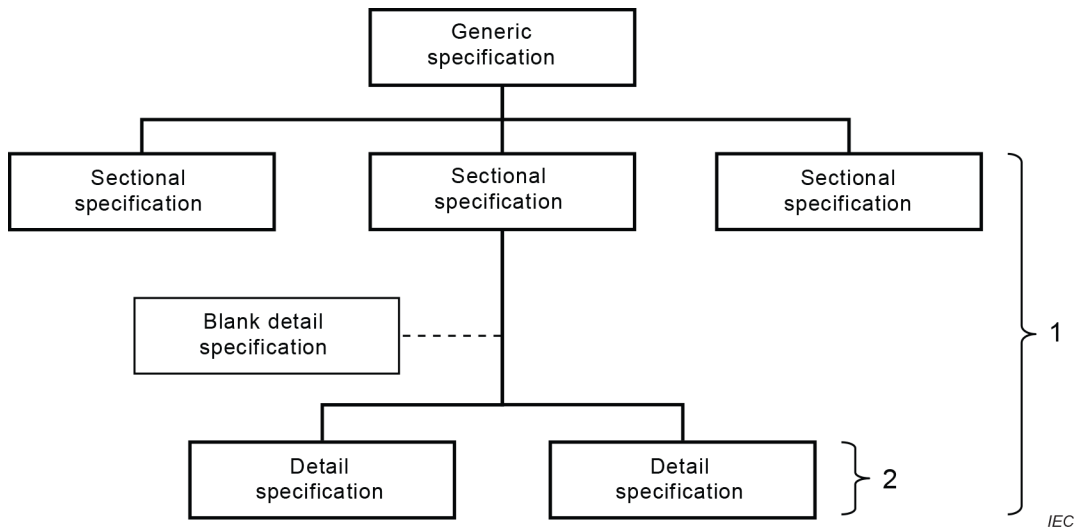 Generic
specification
Sectional
specification
Sectional
specification
Sectional
specification
Blank detail
specification
1
Detail
specification
Detail
specification
2
IEC